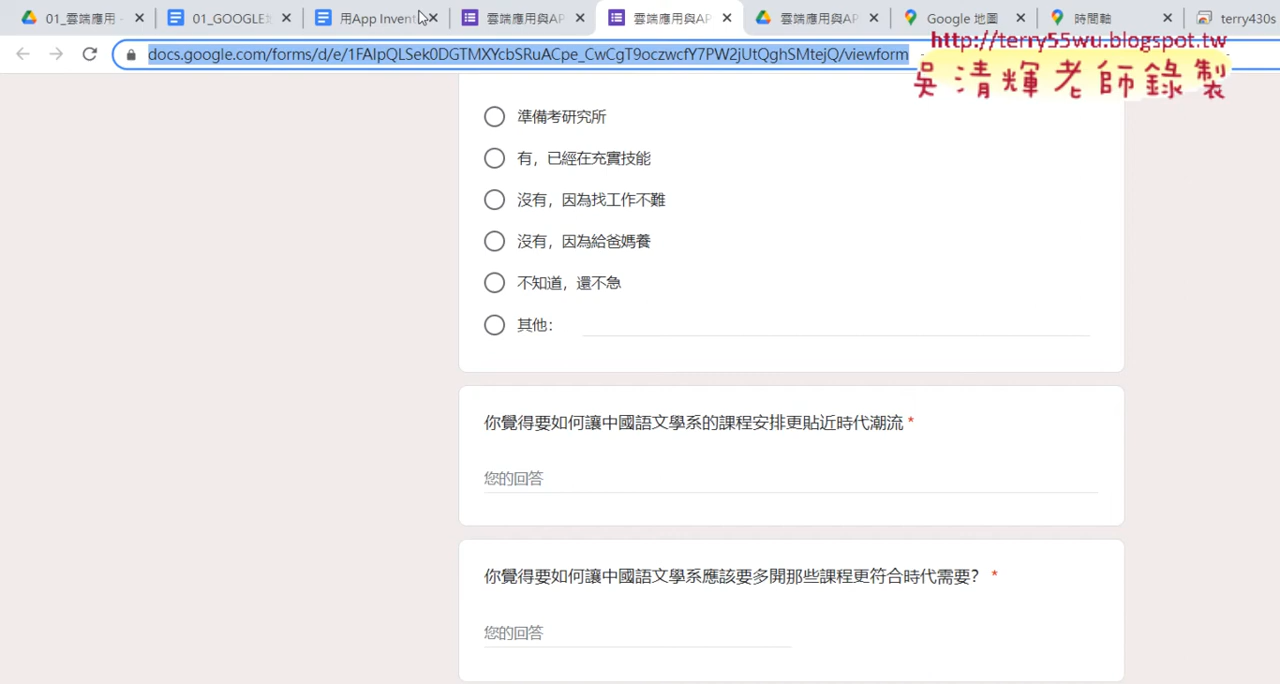 01_雲端應用 -
01_GOOGLE
用App Invent
雲端應用與AP
雲端應用與AP
雲端應用與AP
Google 地圖
時間軸
terry430s
docs.google.com/forms/d/e/1FAIpQLSek0DGTMXYcbSRuACpe_CwCgT9oczwcfY7PW2jUtQghSMtejQ/viewform
http://terry55wu.blogspot.tw
吳清輝老師錄製
準備考研究所
有，已經在充實技能
沒有，因為找工作不難
沒有，因為給爸媽養
不知道，還不急
其他：
你覺得要如何讓中國語文學系的課程安排更貼近時代潮流 *
您的回答
你覺得要如何讓中國語文學系應該要多開那些課程更符合時代需要？ *
您的回答